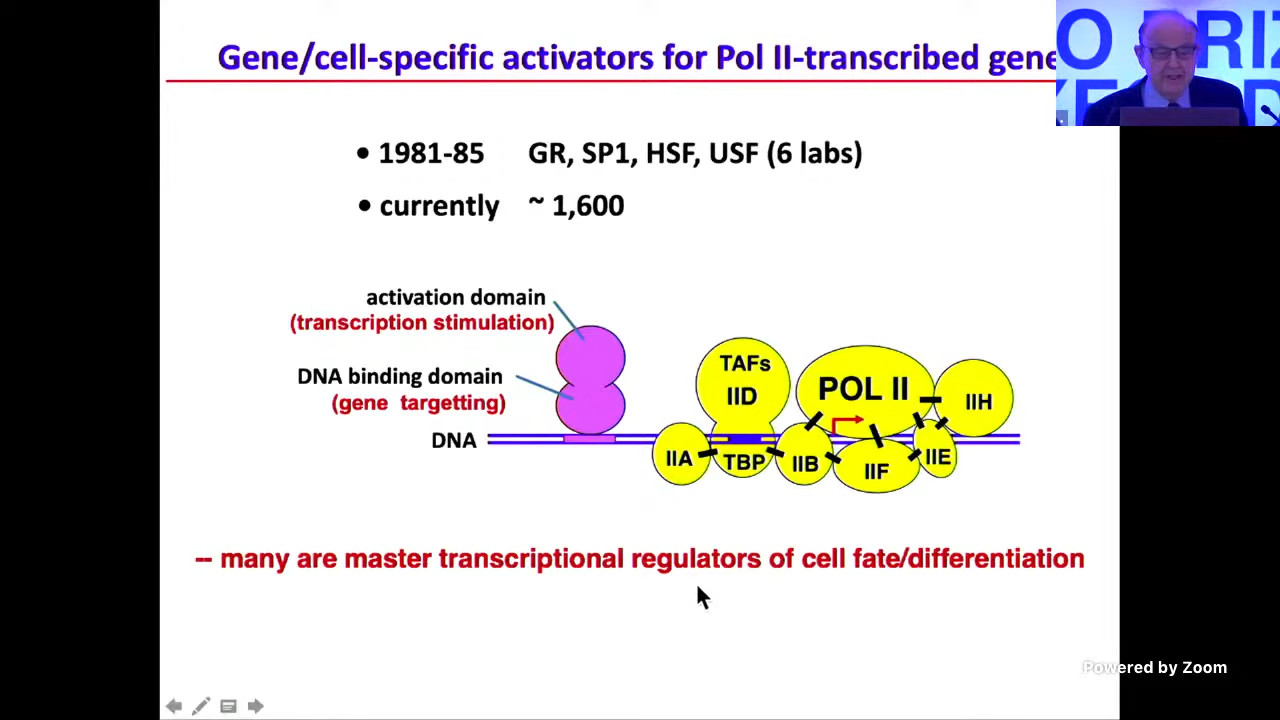 Gene/cell-specific activators for Pol II-transcribed gene
O PRIZ
• 1981-85 GR, SP1, HSF, USF (6 labs)
• currently ~ 1,600
activation domain
(transcription stimulation)
DNA binding domain
(gene targetting)
DNA
TAFs
IID
POL II
IIH
IIA
TBP
IIB
IIF
IIE
-- many are master transcriptional regulators of cell fate/differentiation
Powered by Zoom